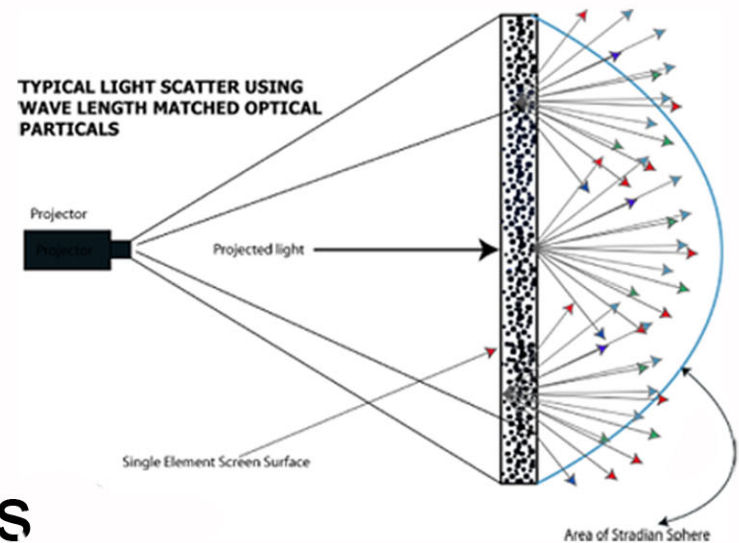 TYPICAL LIGHT SCATTER USING
WAVE LENGTH MATCHED OPTICAL
PARTICALS
Projector
Projector
Projected light
Single Element Screen Surface
S
Area of Stradian Sphere